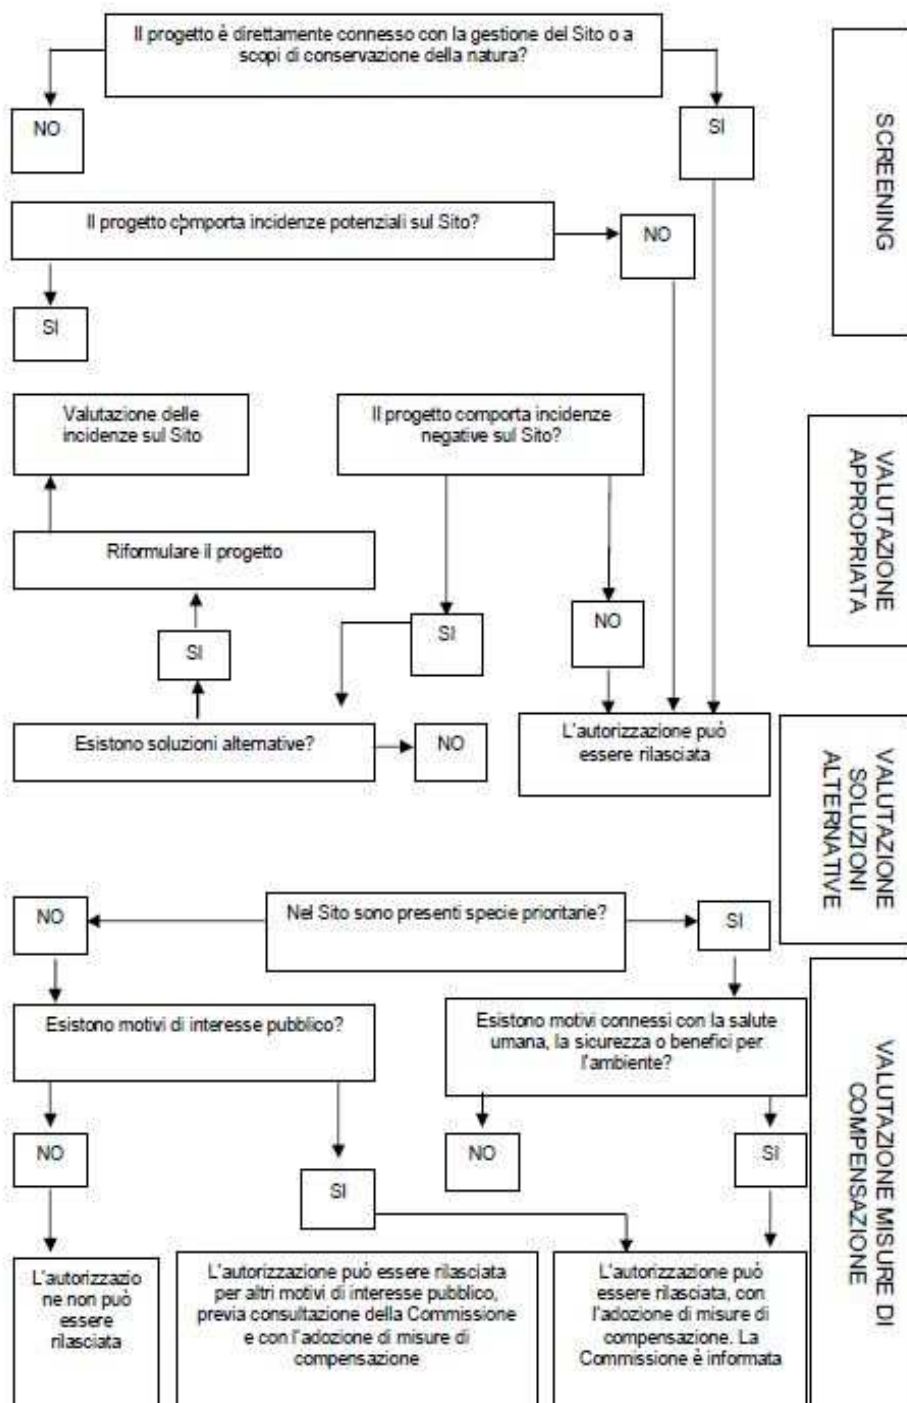 Il progetto è direttamente connesso con la gestione del Sito o a
scopi di conservazione della natura?
NO
SI
SCREENING
Il progetto comporta incidenze potenziali sul Sito?
NO
SI
Valutazione delle
incidenze sul Sito
Il progetto comporta incidenze
negative sul Sito?
VALUTAZIONE
APPROPRIATA
Riformulare il progetto
SI
SI
NO
Esistono soluzioni alternative?
NO
L'autorizzazione può
essere rilasciata
VALUTAZIONE
SOLUZIONI
ALTERNATIVE
NO
Nel Sito sono presenti specie prioritarie?
SI
Esistono motivi di interesse pubblico?
Esistono motivi connessi con la salute
umana, la sicurezza o benefici per
l'ambiente?
VALUTAZIONE MISURE DI
COMPENSAZIONE
NO
SI
NO
SI
L'autorizzazio
ne non può
essere
rilasciata
L'autorizzazione può essere rilasciata
per altri motivi di interesse pubblico,
previa consultazione della Commissione
e con l'adozione di misure di
compensazione
L'autorizzazione può
essere rilasciata, con
l'adozione di misure di
compensazione. La
Commissione è informata